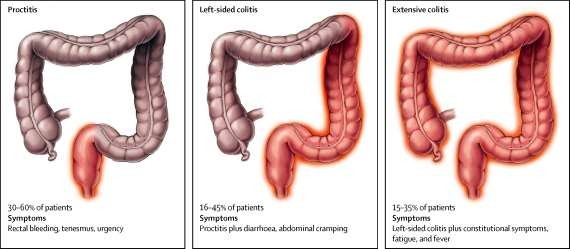 Proctitis
30–60% of patients
Symptoms
Rectal bleeding, tenesmus, urgency
Left-sided colitis
16–45% of patients
Symptoms
Proctitis plus diarrhoea, abdominal cramping
Extensive colitis
15–35% of patients
Symptoms
Left-sided colitis plus constitutional symptoms,
fatigue, and fever